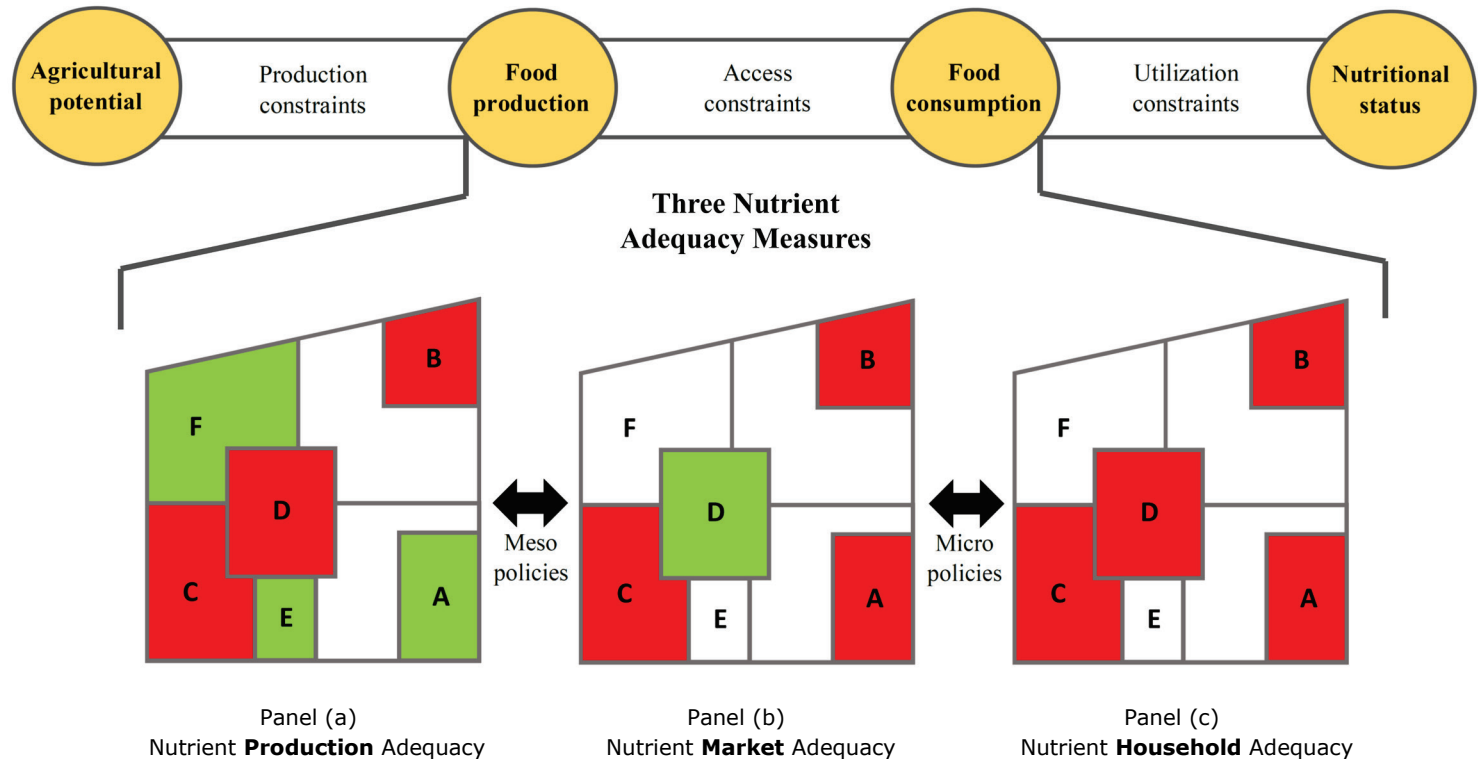 Agricultural
potential
Production
constraints
Food
production
Access
constraints
Food
consumption
Utilization
constraints
Nutritional
status
Three Nutrient
Adequacy Measures
B
F
D
C
E
A
Meso
policies
B
F
D
C
E
A
Micro
policies
B
F
D
C
E
A
Panel (a)
Nutrient Production Adequacy
Panel (b)
Nutrient Market Adequacy
Panel (c)
Nutrient Household Adequacy